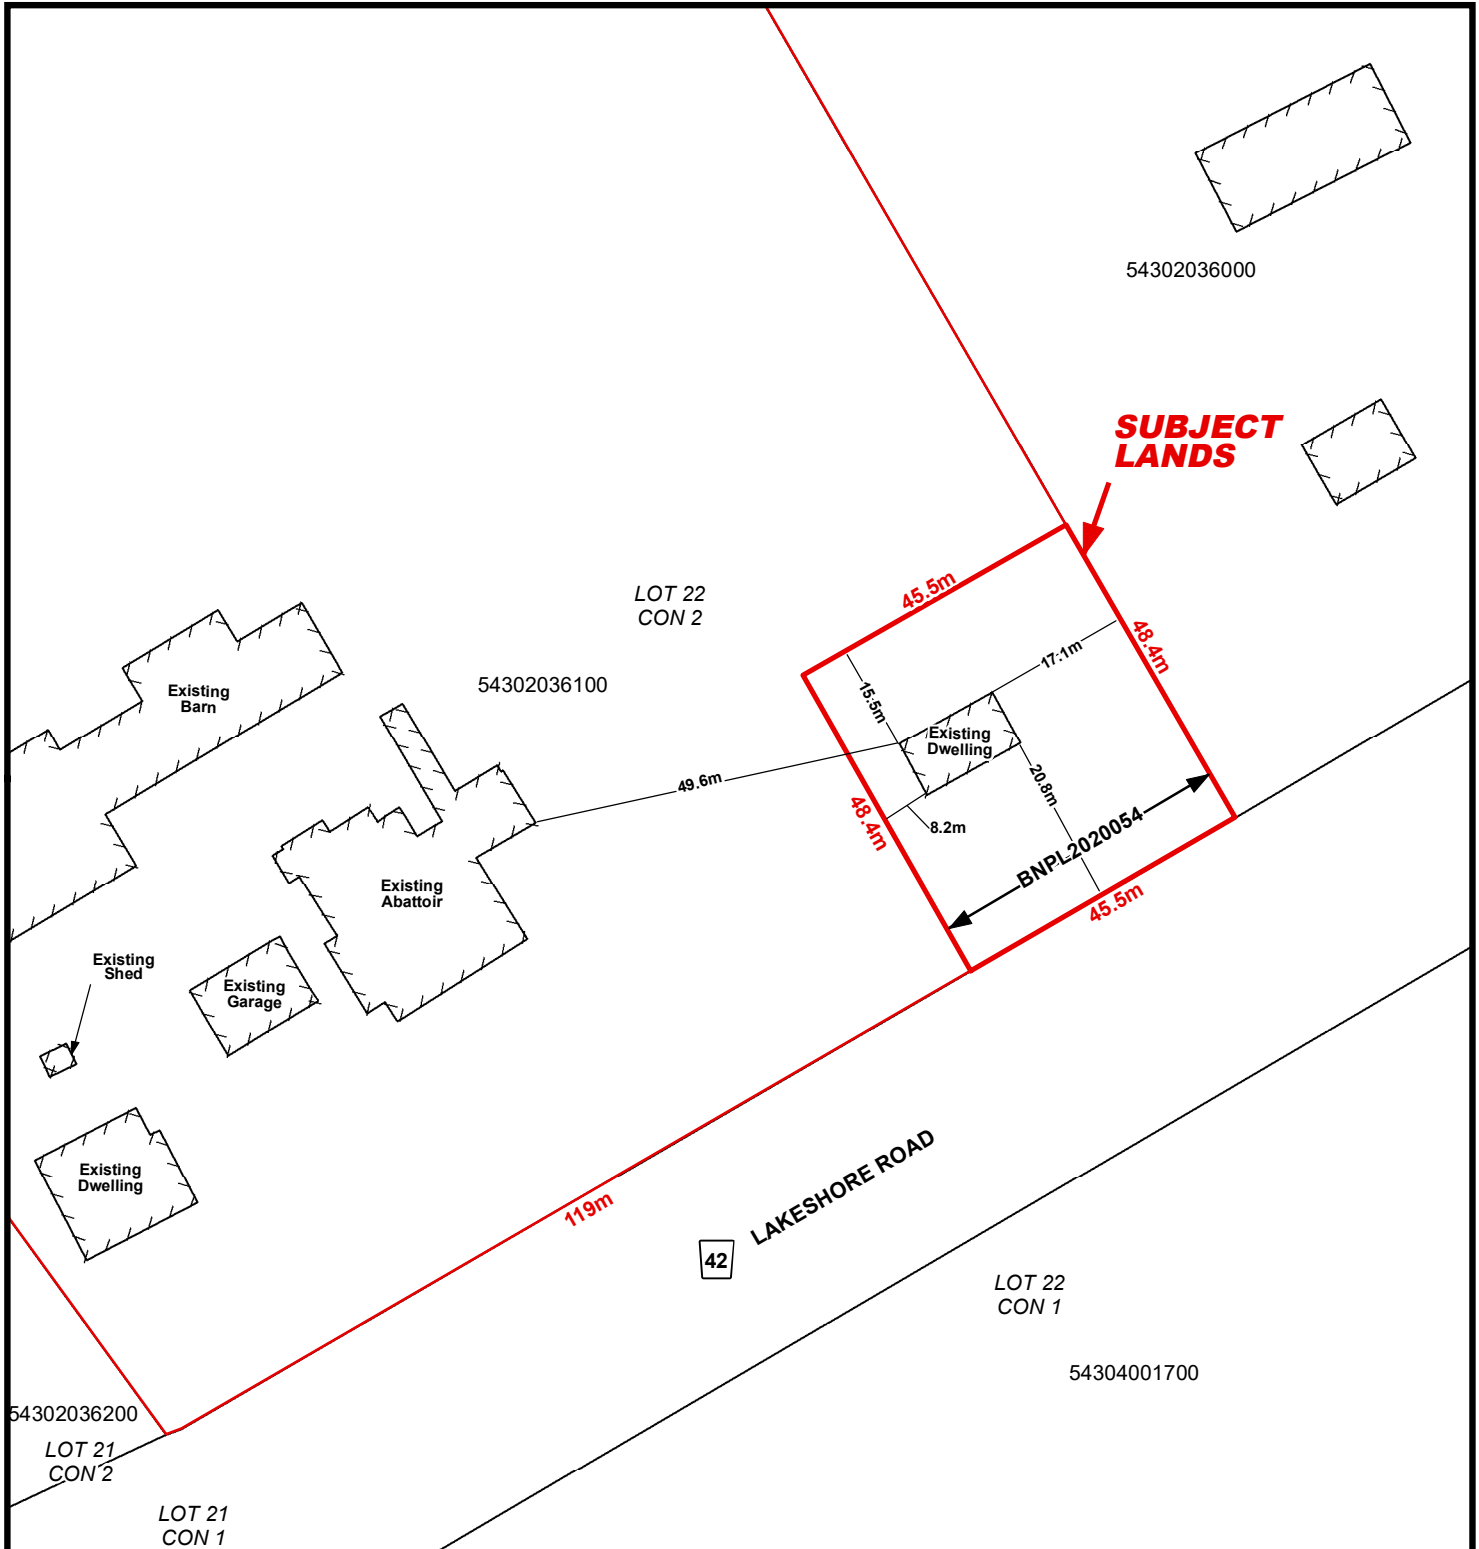 54302036000
SUBJECT
LANDS
45.5m
LOT 22
CON 2
48.4m
17.1m
54302036100
Existing
Barn
15.5m
Existing
Dwelling
49.6m
20.8m
48.4m
8.2m
BNPL2020054
Existing
Abattoir
45.5m
Existing
Shed
Existing
Garage
LAKESHORE ROAD
Existing
Dwelling
119m
42
LOT 22
CON 1
54304001700
54302036200
LOT 21
CON 2
LOT 21
CON 1